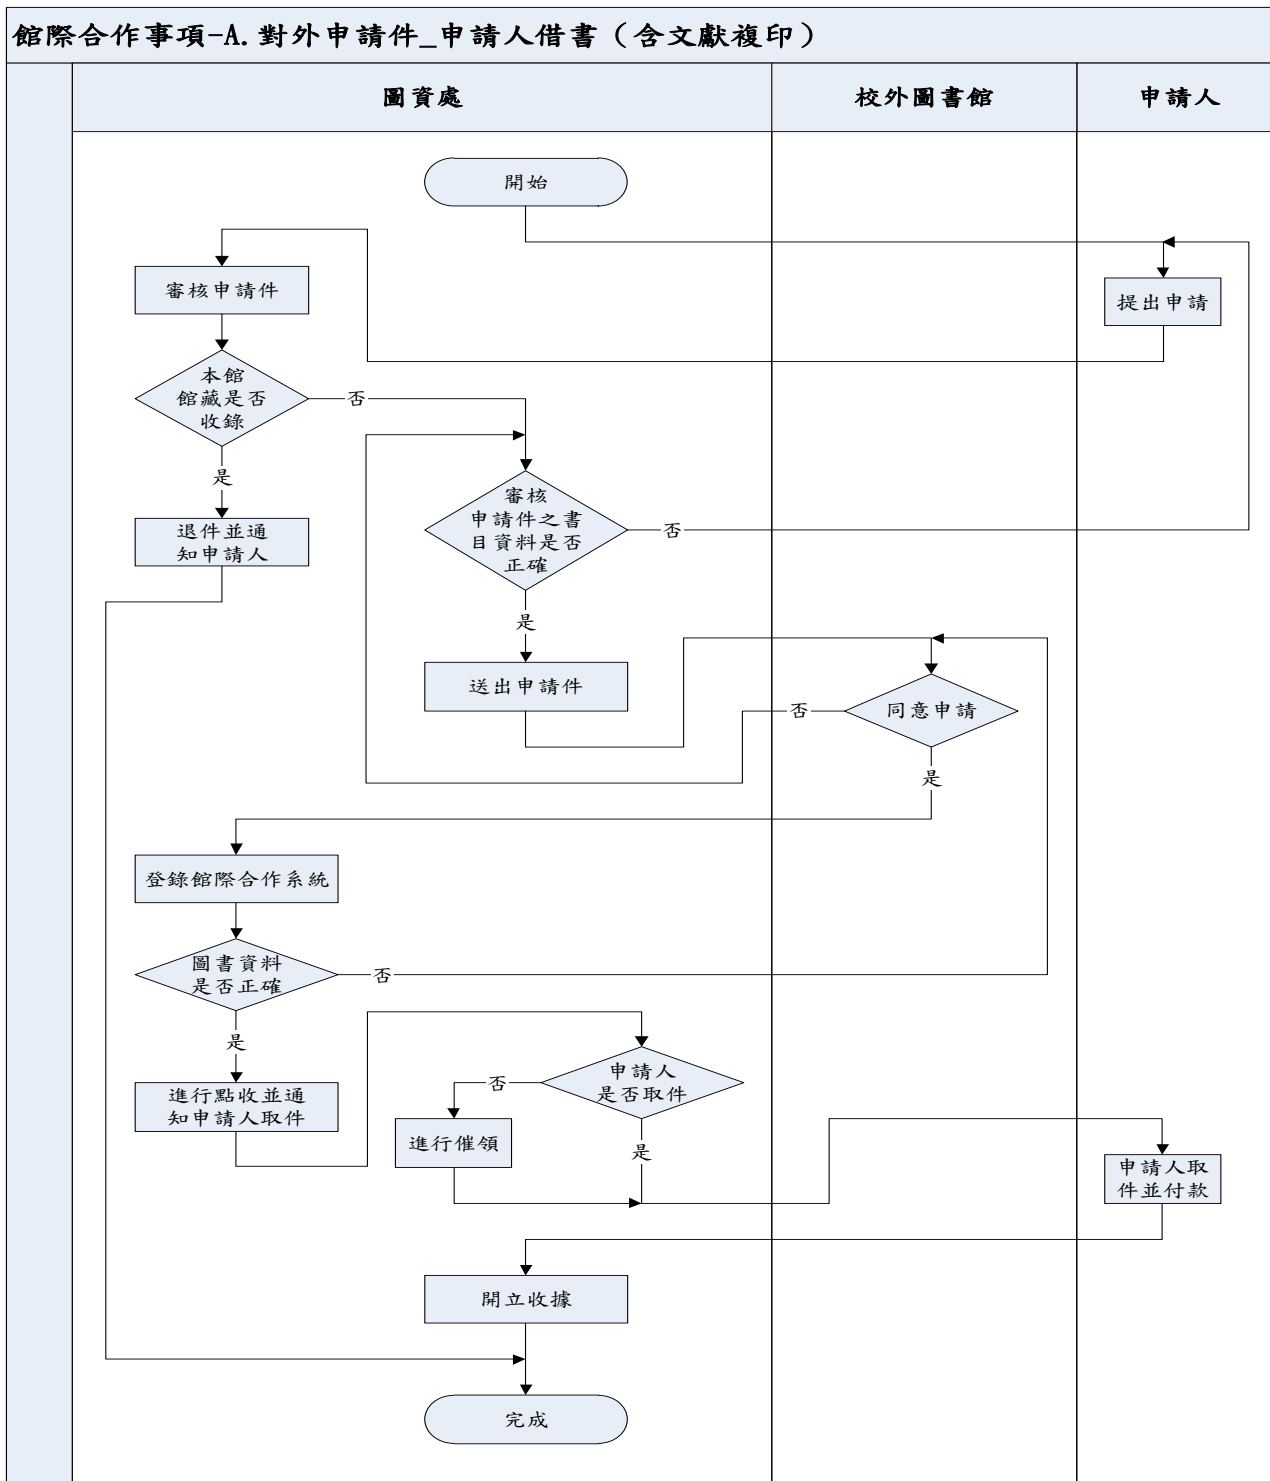 館際合作事項-A.對外申請件_申請人借書（含文獻複印）
圖資處
校外圖書館
申請人
開始
審核申請件
提出申請
本館
館藏是否
收錄
否
是
審核
申請件之書
目資料是否
正確
否
退件並通
知申請人
是
送出申請件
同意申請
否
是
登錄館際合作系統
圖書資料
是否正確
否
是
申請人
是否取件
否
進行點收並通
知申請人取件
進行催領
是
申請人取
件並付款
開立收據
完成